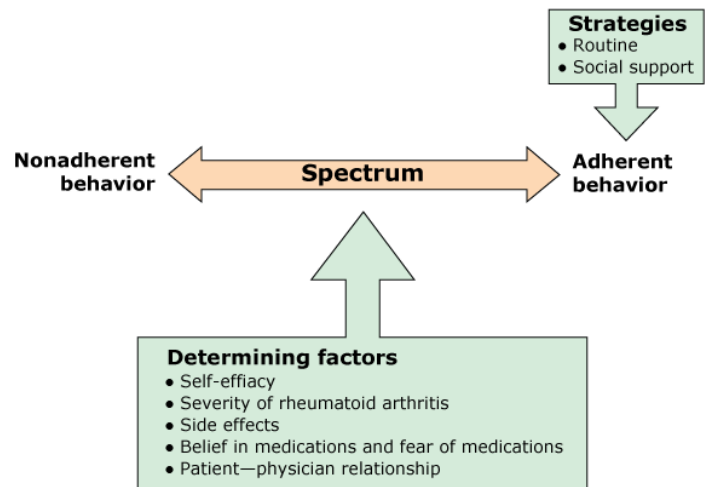 Strategies
● Routine
● Social support
Nonadherent
behavior
Spectrum
Adherent
behavior
Determining factors
● Self-effiacy
● Severity of rheumatoid arthritis
● Side effects
● Belief in medications and fear of medications
● Patient—physician relationship